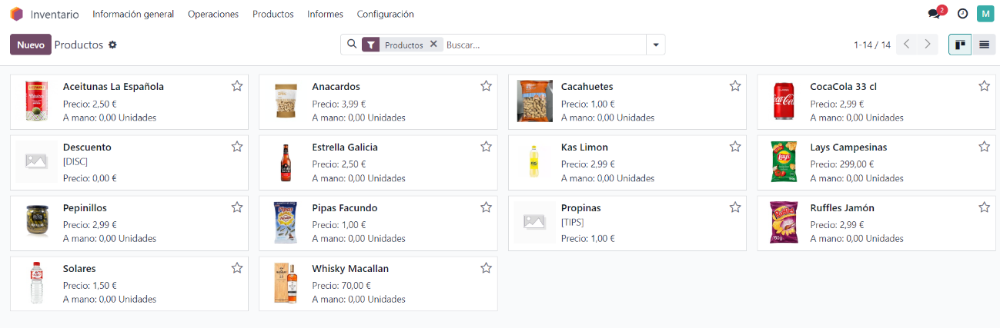 Inventario Información general Operaciones Productos Informes Configuración 2 M
Nuevo Productos Productos Buscar... 1-14 / 14
Aceitunas La Española
Precio: 2,50 €
A mano: 0,00 Unidades
Anacardos
Precio: 3,99 €
A mano: 0,00 Unidades
Cacahuetes
Precio: 1,00 €
A mano: 0,00 Unidades
CocaCola 33 cl
Precio: 2,99 €
A mano: 0,00 Unidades
Descuento
[DISC]
Precio: 0,00 €
Estrella Galicia
Precio: 2,50 €
A mano: 0,00 Unidades
Kas Limon
Precio: 2,99 €
A mano: 0,00 Unidades
Lays Campesinas
Precio: 299,00 €
A mano: 0,00 Unidades
Pepinillos
Precio: 2,99 €
A mano: 0,00 Unidades
Pipas Facundo
Precio: 1,00 €
A mano: 0,00 Unidades
Propinas
[TIPS]
Precio: 1,00 €
Ruffles Jamón
Precio: 2,99 €
A mano: 0,00 Unidades
Solares
Precio: 1,50 €
A mano: 0,00 Unidades
Whisky Macallan
Precio: 70,00 €
A mano: 0,00 Unidades